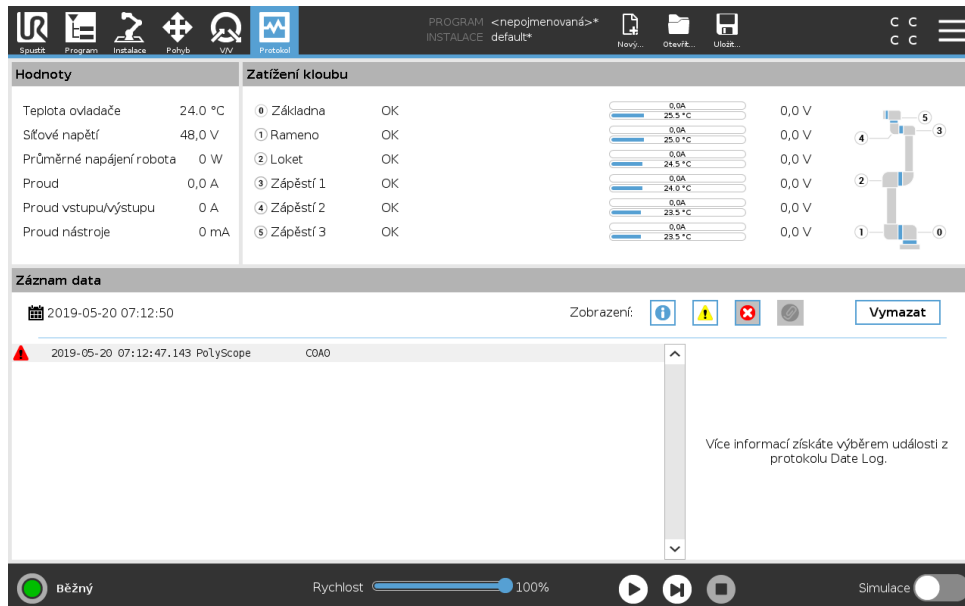 UR
PROGRAM <nepojmenovaná>*
INSTALACE default*
C C
C C
Spustit Program Instalace Pohyb V/V Protokol Nový... Otevřít... Uložit...
Hodnoty Zatížení kloubu
Teplota ovladače 24.0 °C
Síťové napětí 48,0 V
Průměrné napájení robota 0 W
Proud 0,0 A
Proud vstupu/výstupu 0 A
Proud nástroje 0 mA
0 Základna OK 0,0A 25.5 °C 0,0 V
1 Rameno OK 0,0A 25.0 °C 0,0 V
2 Loket OK 0,0A 24.5 °C 0,0 V
3 Zápěstí 1 OK 0,0A 24.0 °C 0,0 V
4 Zápěstí 2 OK 0,0A 23.5 °C 0,0 V
5 Zápěstí 3 OK 0,0A 23.5 °C 0,0 V
5
4 3
2
1 0
Záznam data
2019-05-20 07:12:50 Zobrazení: Vymazat
2019-05-20 07:12:47.143 PolyScope C0A0
Více informací získáte výběrem události z
protokolu Date Log.
Běžný Rychlost 100% Simulace